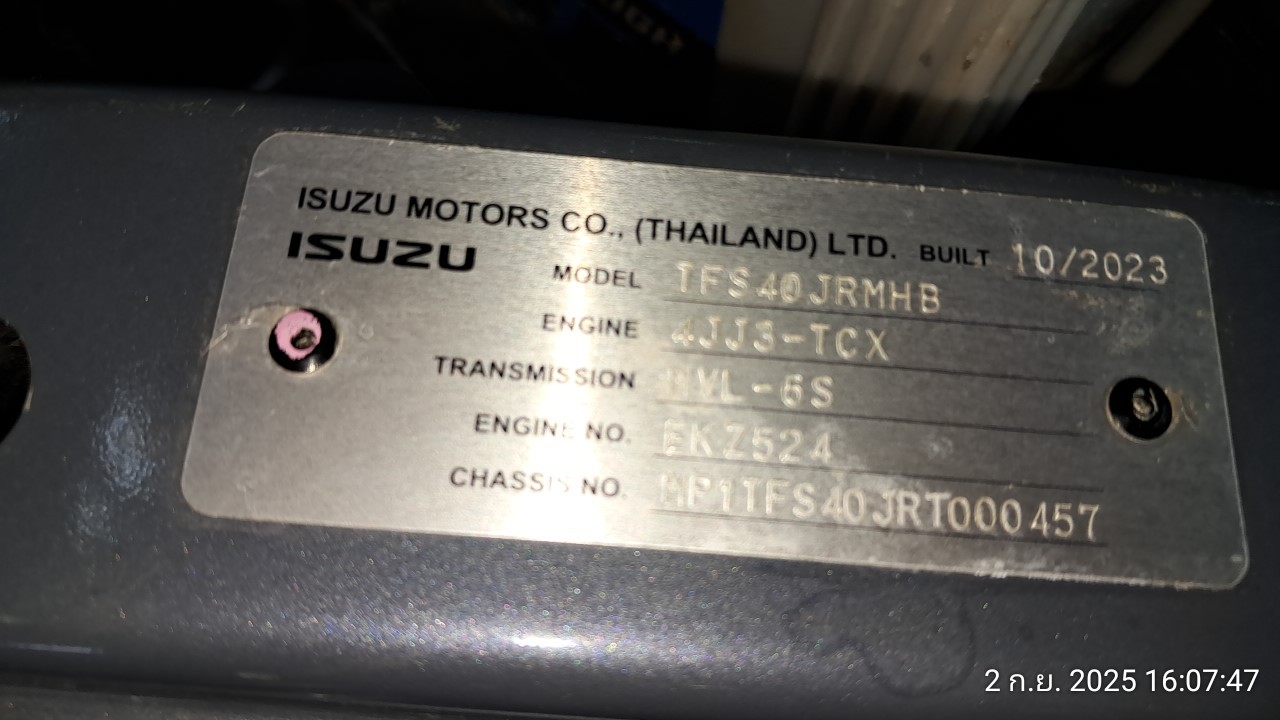 ISUZU MOTORS CO., (THAILAND) LTD. BUILT 10/2023
ISUZU
MODEL TFS40JRMHB
ENGINE 4JJ3-TCX
TRANSMISSION
ENGINE NO. EKZ524
CHASSIS NO. MP1TFS40JRT000457
2 ก.ย. 2025 16:07:47